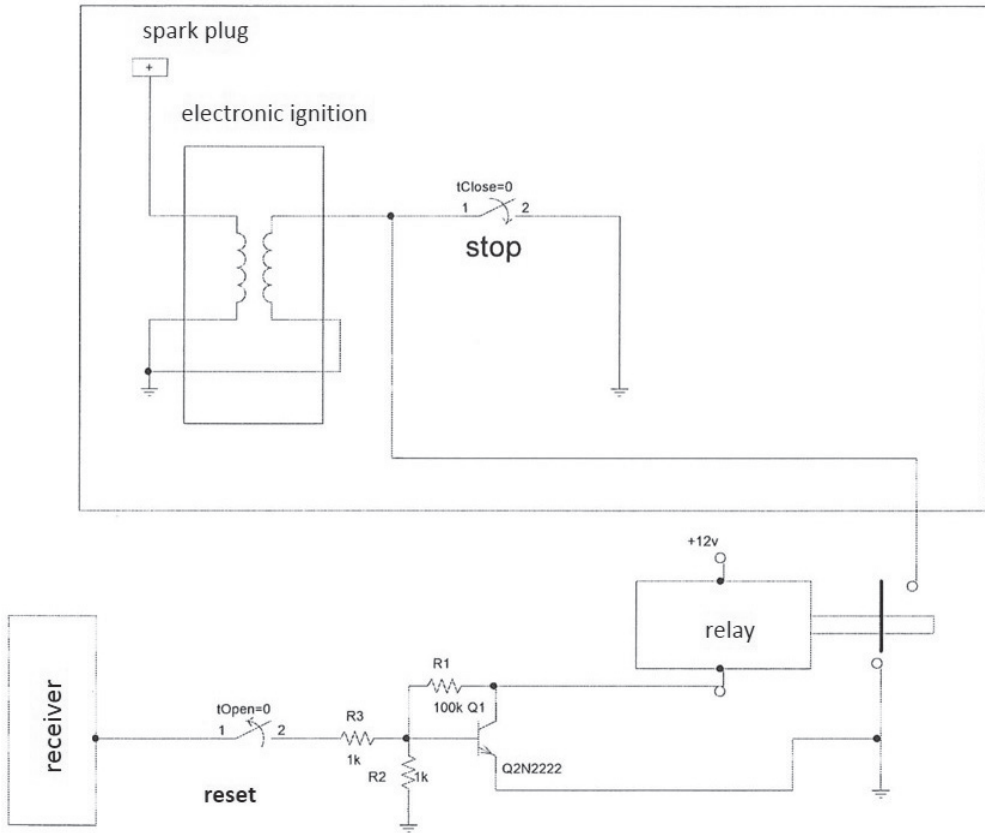 spark plug
+
electronic ignition
tClose=0
1 2
stop
+12v
relay
receiver
R1
100k Q1
tOpen=0
1 2
R3
1k
R2 1k
Q2N2222
reset